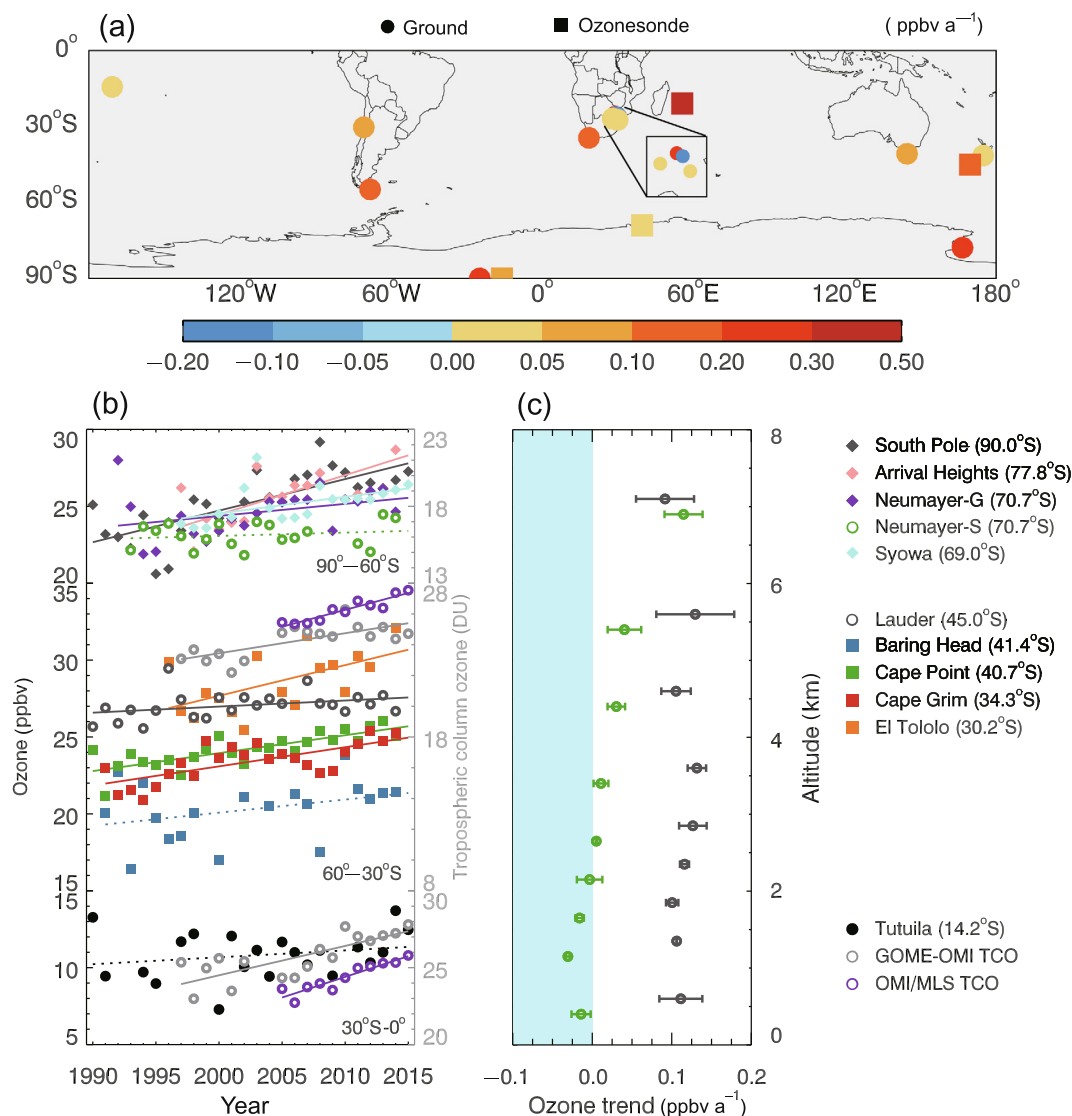 (a) Ground Ozonesonde ( ppbv a—1)
0°
30°S
60°S
90°S
120°W 60°W 0° 60°E 120°E 180°
−0.20 −0.10 −0.05 0.00 0.05 0.10 0.20 0.30 0.50
(b)
30
25
20
35
30
25
20
15
10
5
Ozone (ppbv)
23
18
13
28
18
8
30
25
20
Tropospheric column ozone (DU)
90°—60°S
60°—30°S
30°S-0°
1990 1995 2000 2005 2010 2015
Year
(c)
8
6
4
2
0
Altitude (km)
−0.1 0.0 0.1 0.2
Ozone trend (ppbv a−1)
South Pole (90.0°S)
Arrival Heights (77.8°S)
Neumayer-G (70.7°S)
Neumayer-S (70.7°S)
Syowa (69.0°S)
Lauder (45.0°S)
Baring Head (41.4°S)
Cape Point (40.7°S)
Cape Grim (34.3°S)
El Tololo (30.2°S)
Tutuila (14.2°S)
GOME-OMI TCO
OMI/MLS TCO